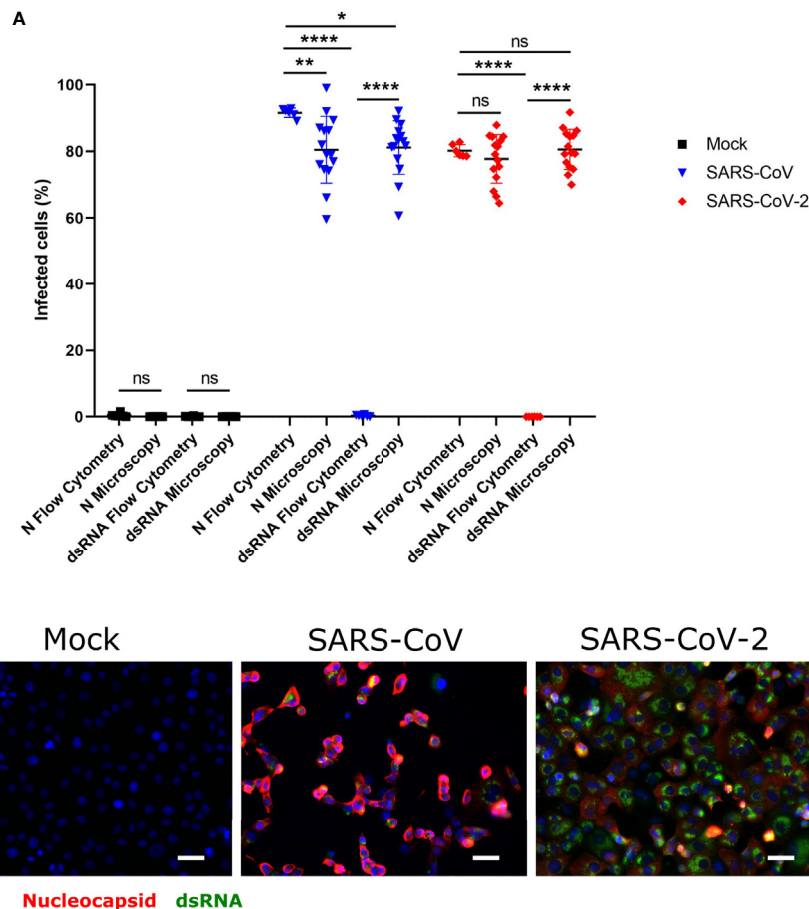 A
Infected cells (%)
100
80
60
40
20
0
ns
ns
*
****
**
****
ns
****
ns
****
Mock
SARS-CoV
SARS-CoV-2
N Flow Cytometry
N Microscopy
dsRNA Flow Cytometry
dsRNA Microscopy
N Flow Cytometry
N Microscopy
dsRNA Flow Cytometry
dsRNA Microscopy
N Flow Cytometry
N Microscopy
dsRNA Flow Cytometry
dsRNA Microscopy
Mock SARS-CoV SARS-CoV-2
Nucleocapsid dsRNA